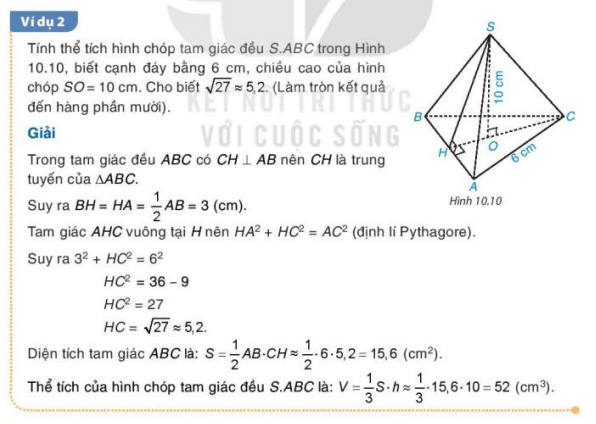 Ví dụ 2
Tính thể tích hình chóp tam giác đều S.ABC trong Hình
10.10, biết cạnh đáy bằng 6 cm, chiều cao của hình
chóp SO = 10 cm. Cho biết √27 ≈ 5,2. (Làm tròn kết quả
đến hàng phần mười).
KẾT NỐI TRI THỨC
VỚI CUỘC SỐNG
Giải
Trong tam giác đều ABC có CH ⊥ AB nên CH là trung
tuyến của ΔABC.
Suy ra BH = HA = 1/2 AB = 3 (cm).
Tam giác AHC vuông tại H nên HA² + HC² = AC² (định lí Pythagore).
Suy ra 3² + HC² = 6²
HC² = 36 − 9
HC² = 27
HC = √27 ≈ 5,2.
Diện tích tam giác ABC là: S = 1/2 AB·CH ≈ 1/2 · 6 · 5,2 = 15,6 (cm²).
Thể tích của hình chóp tam giác đều S.ABC là: V = 1/3 S·h ≈ 1/3 · 15,6 · 10 = 52 (cm³).
S
10 cm
B
C
O
H
6 cm
A
Hình 10.10